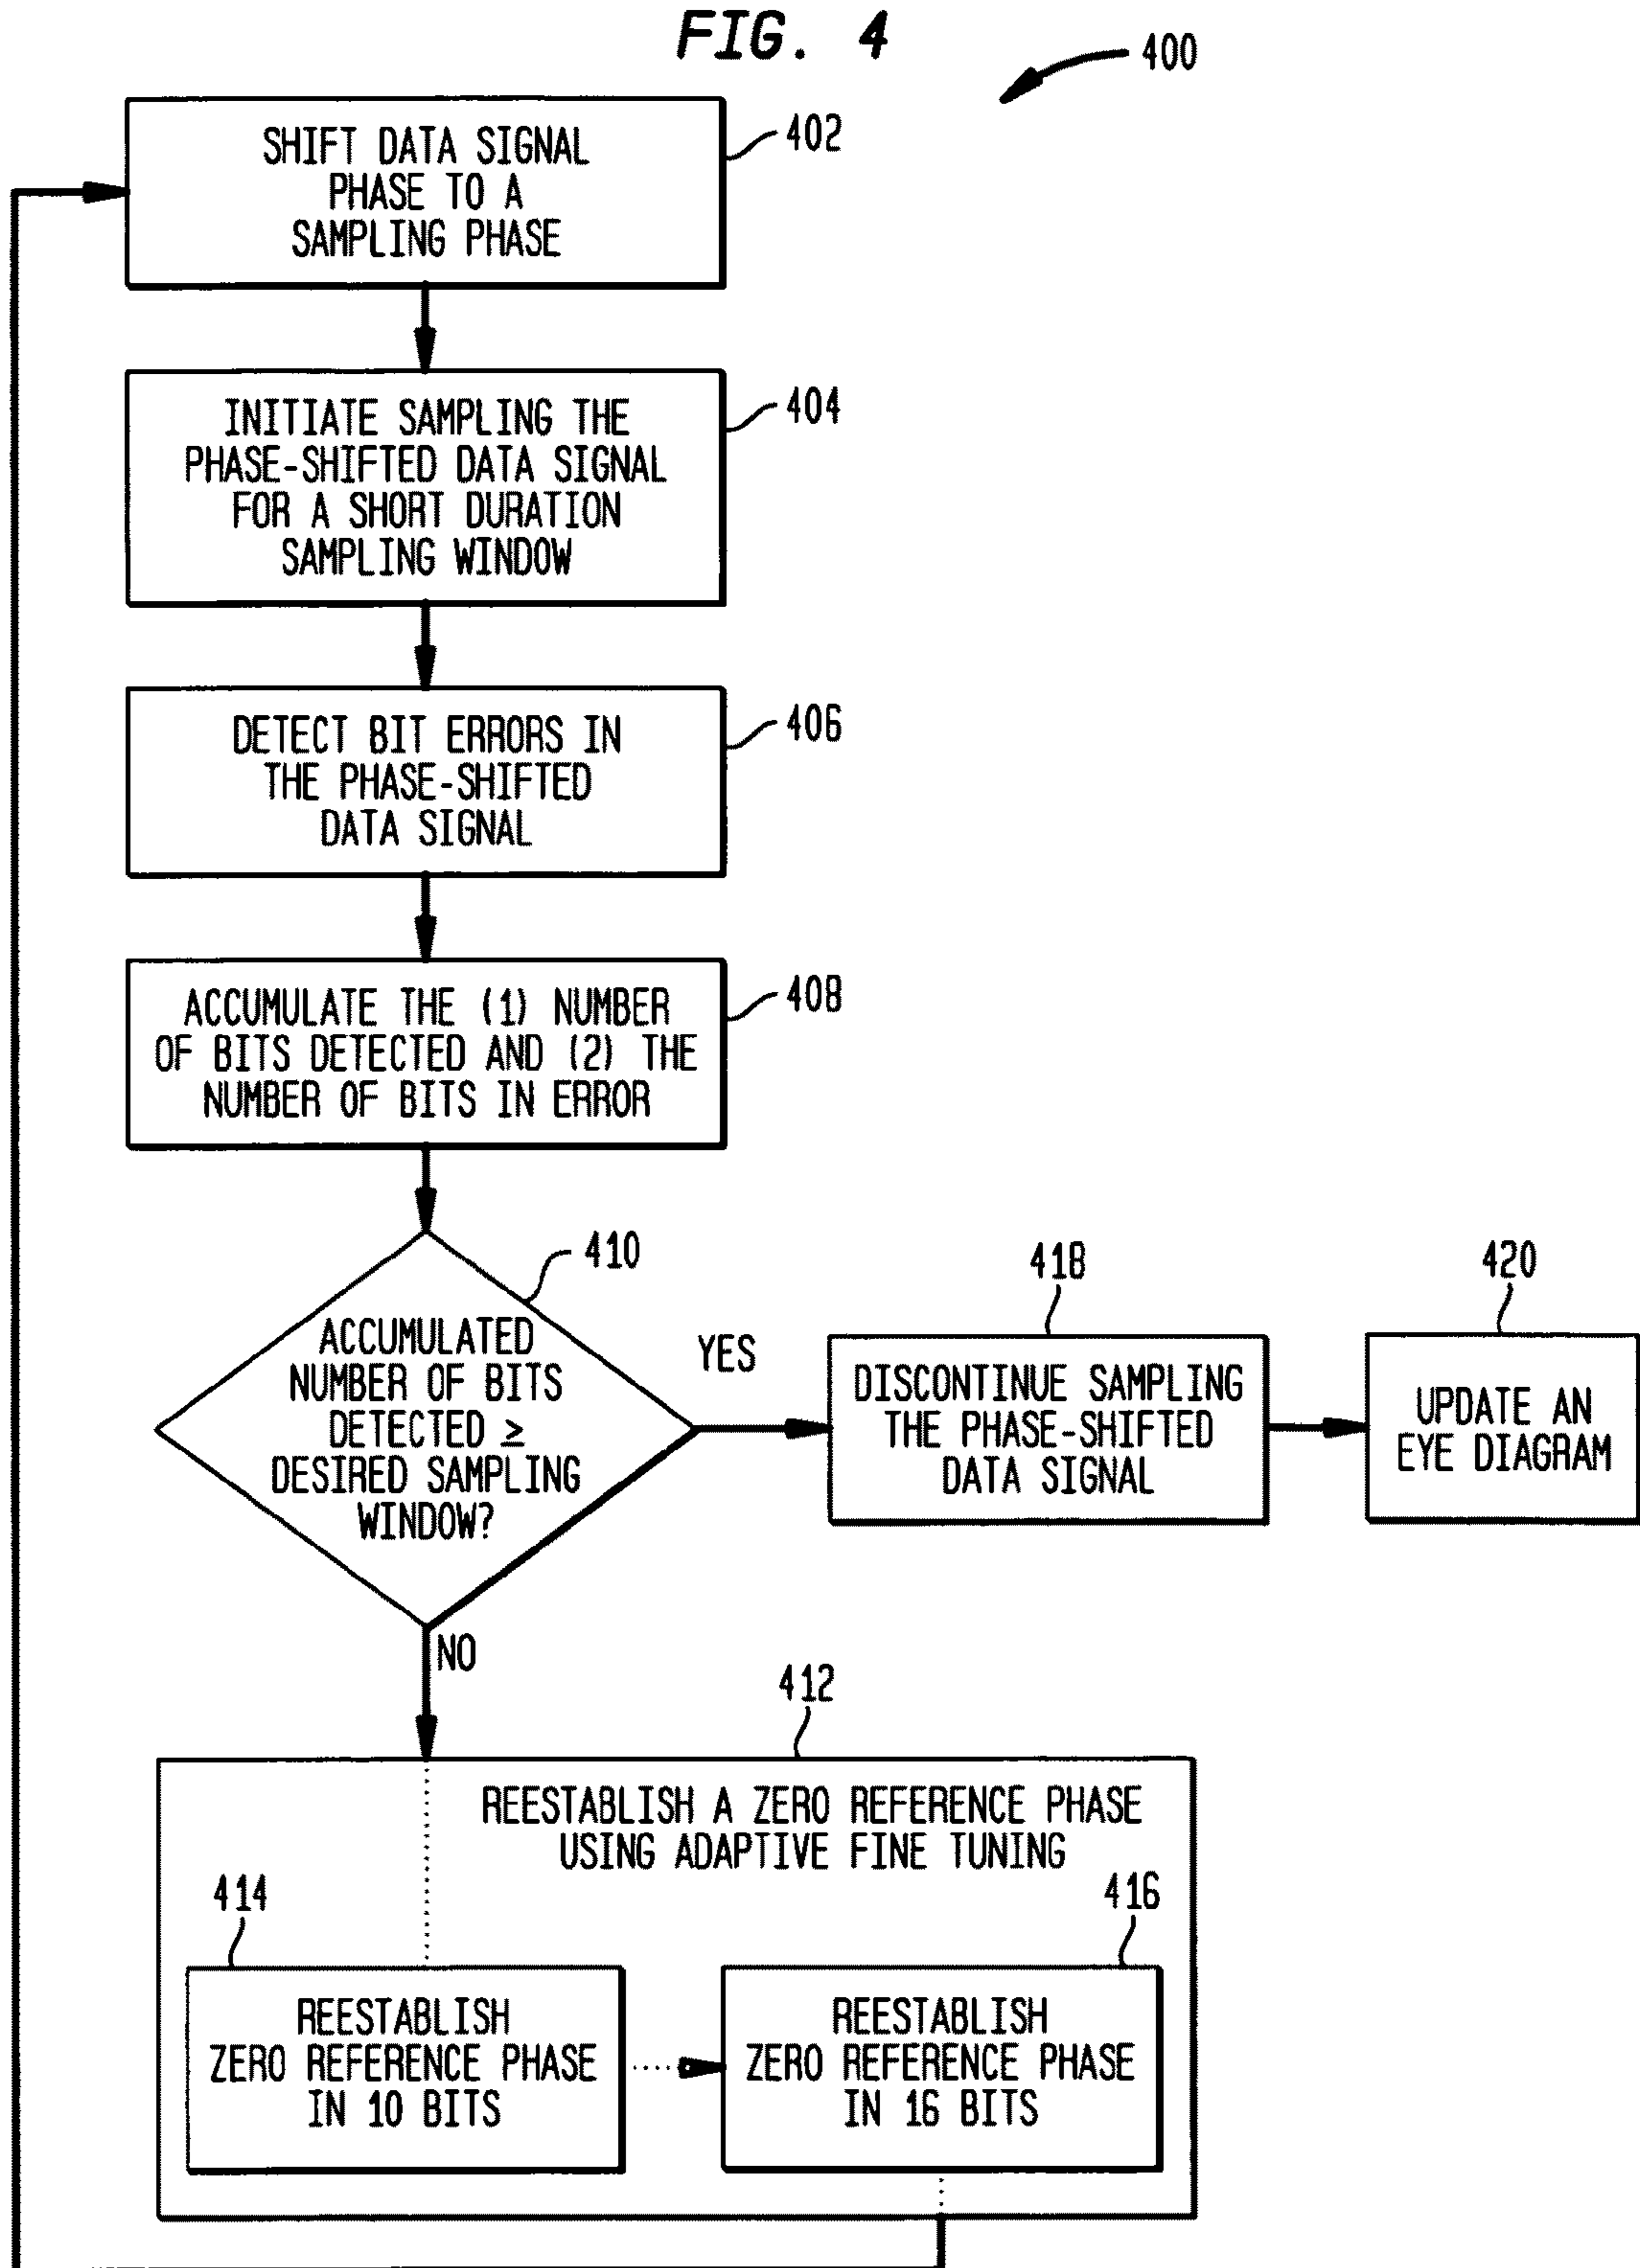 FIG. 4
400
SHIFT DATA SIGNAL
PHASE TO A
SAMPLING PHASE
402
INITIATE SAMPLING THE
PHASE-SHIFTED DATA SIGNAL
FOR A SHORT DURATION
SAMPLING WINDOW
404
DETECT BIT ERRORS IN
THE PHASE-SHIFTED
DATA SIGNAL
406
ACCUMULATE THE (1) NUMBER
OF BITS DETECTED AND (2) THE
NUMBER OF BITS IN ERROR
408
410
ACCUMULATED
NUMBER OF BITS
DETECTED ≥
DESIRED SAMPLING
WINDOW?
YES
418
DISCONTINUE SAMPLING
THE PHASE-SHIFTED
DATA SIGNAL
420
UPDATE AN
EYE DIAGRAM
NO
412
REESTABLISH A ZERO REFERENCE PHASE
USING ADAPTIVE FINE TUNING
414
REESTABLISH
ZERO REFERENCE PHASE
IN 10 BITS
416
REESTABLISH
ZERO REFERENCE PHASE
IN 16 BITS